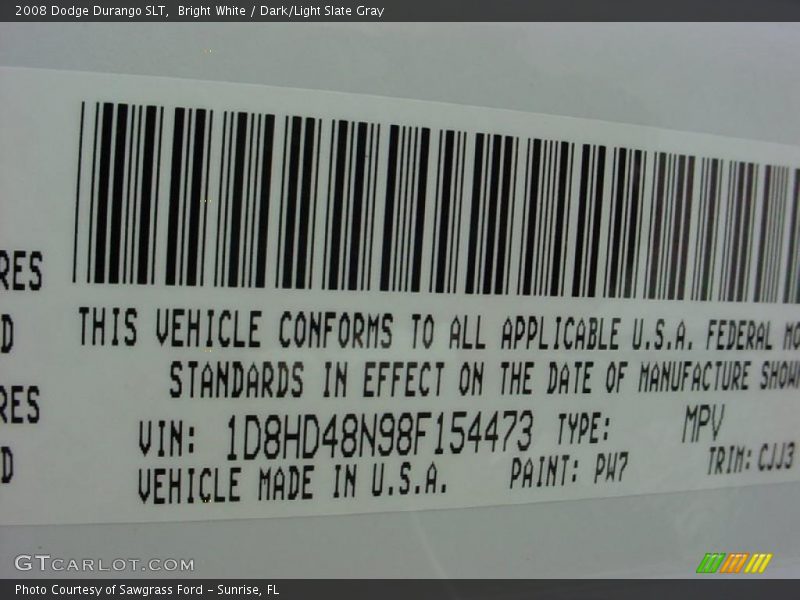 2008 Dodge Durango SLT,  Bright White / Dark/Light Slate Gray
RES
D
RES
D
THIS VEHICLE CONFORMS TO ALL APPLICABLE U.S.A. FEDERAL MO
STANDARDS IN EFFECT ON THE DATE OF MANUFACTURE SHOW
VIN: 1D8HD48N98F154473 TYPE: MPV
VEHICLE MADE IN U.S.A. PAINT: PW7 TRIM: CJJ3
GTCARLOT.COM
Photo Courtesy of Sawgrass Ford - Sunrise, FL